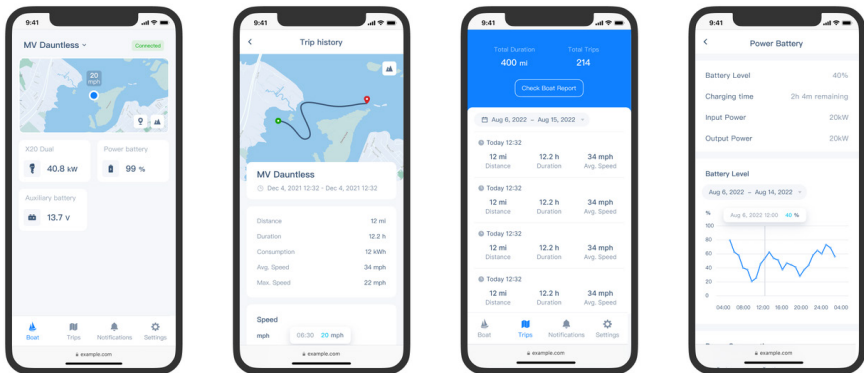 9:41
MV Dauntless
Connected
20
mph
X20 Dual
40.8 kW
Power battery
99 %
Auxiliary battery
13.7 V
Boat
Trips
Notifications
Settings
example.com
9:41
Trip history
MV Dauntless
Dec 4, 2021 12:32 - Dec 4, 2021 12:32
Distance 12 mi
Duration 12.2 h
Consumption 12 kWh
Avg. Speed 34 mph
Max. Speed 22 mph
Speed
mph 06:30 20 mph
example.com
9:41
Total Duration Total Trips
400 mi 214
Check Boat Report
Aug 6, 2022 - Aug 15, 2022
Today 12:32
12 mi 12.2 h 34 mph
Distance Duration Avg. Speed
Today 12:32
12 mi 12.2 h 34 mph
Distance Duration Avg. Speed
Today 12:32
12 mi 12.2 h 34 mph
Distance Duration Avg. Speed
Today 12:32
12 mi 12.2 h 34 mph
Distance Duration Avg. Speed
Boat Trips Notifications Settings
example.com
9:41
Power Battery
Battery Level 40%
Charging time 2h 4m remaining
Input Power 20kW
Output Power 20kW
Battery Level
Aug 6, 2022 - Aug 14, 2022
% Aug 6, 2022 12:00 40 %
100
80
60
40
20
0
04:00 08:00 12:00 16:00 20:00 24:00 04:00
example.com